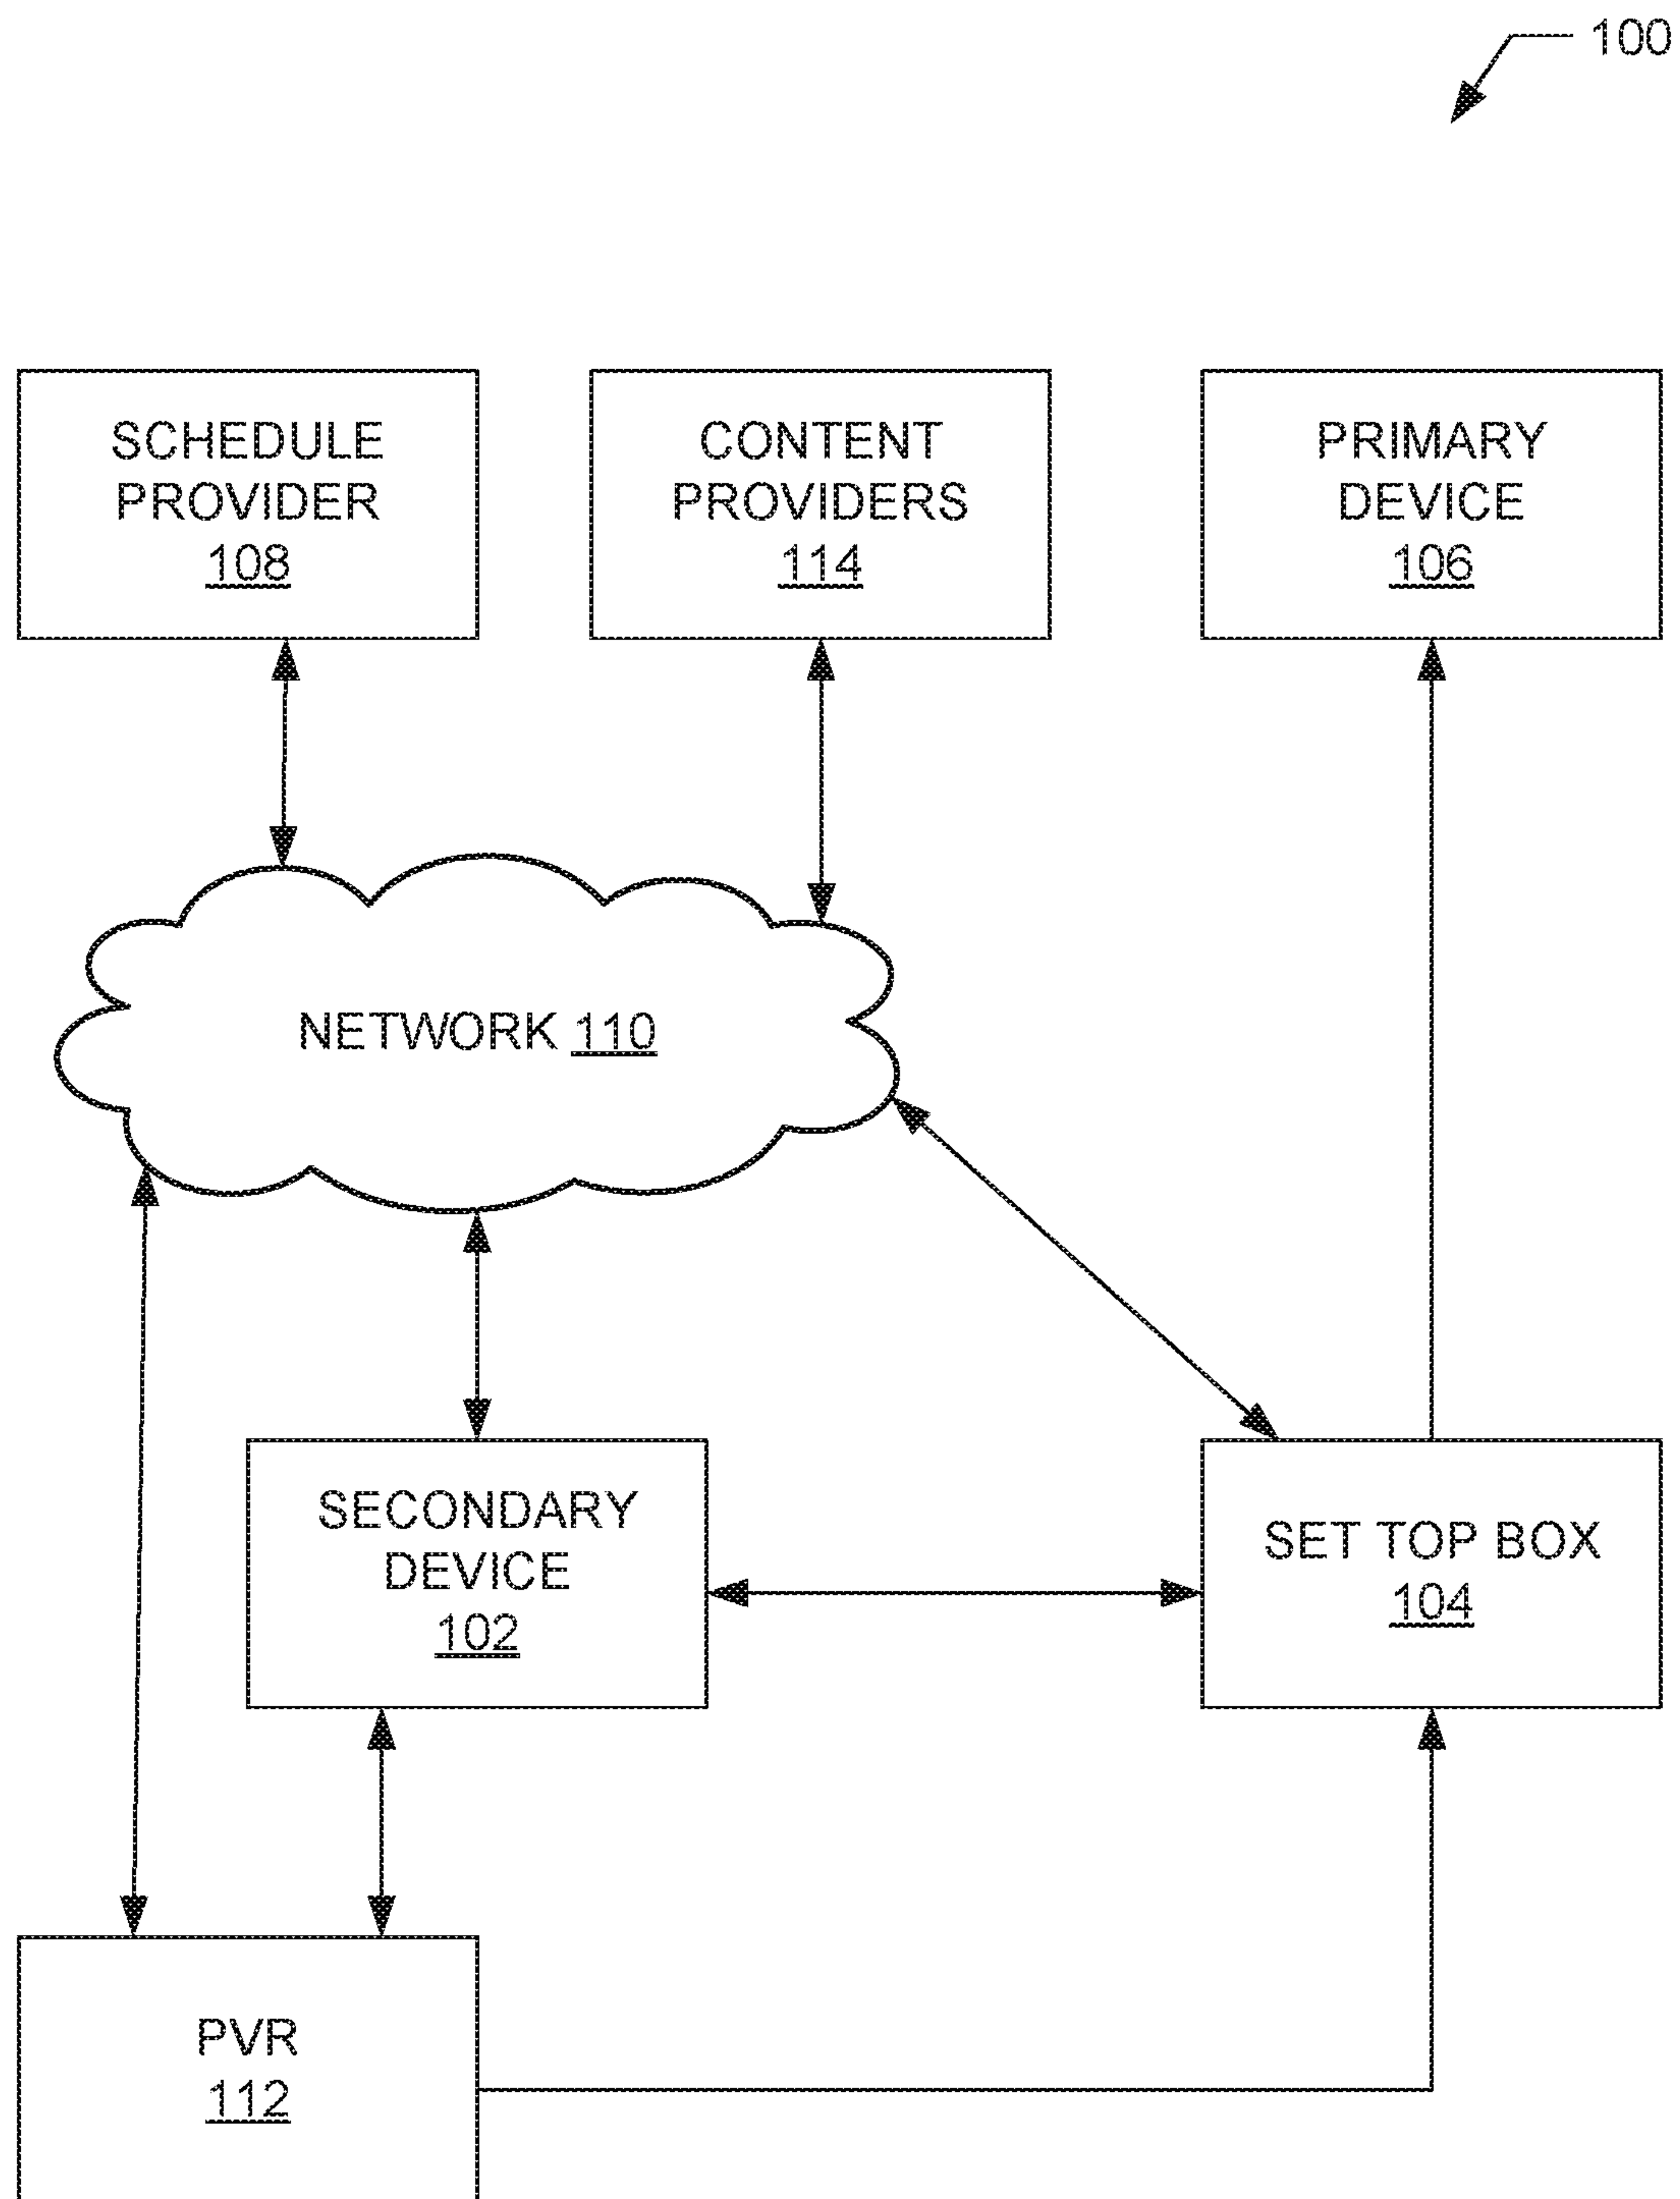 100
SCHEDULE
PROVIDER
108
CONTENT
PROVIDERS
114
PRIMARY
DEVICE
106
NETWORK 110
SECONDARY
DEVICE
102
SET TOP BOX
104
PVR
112